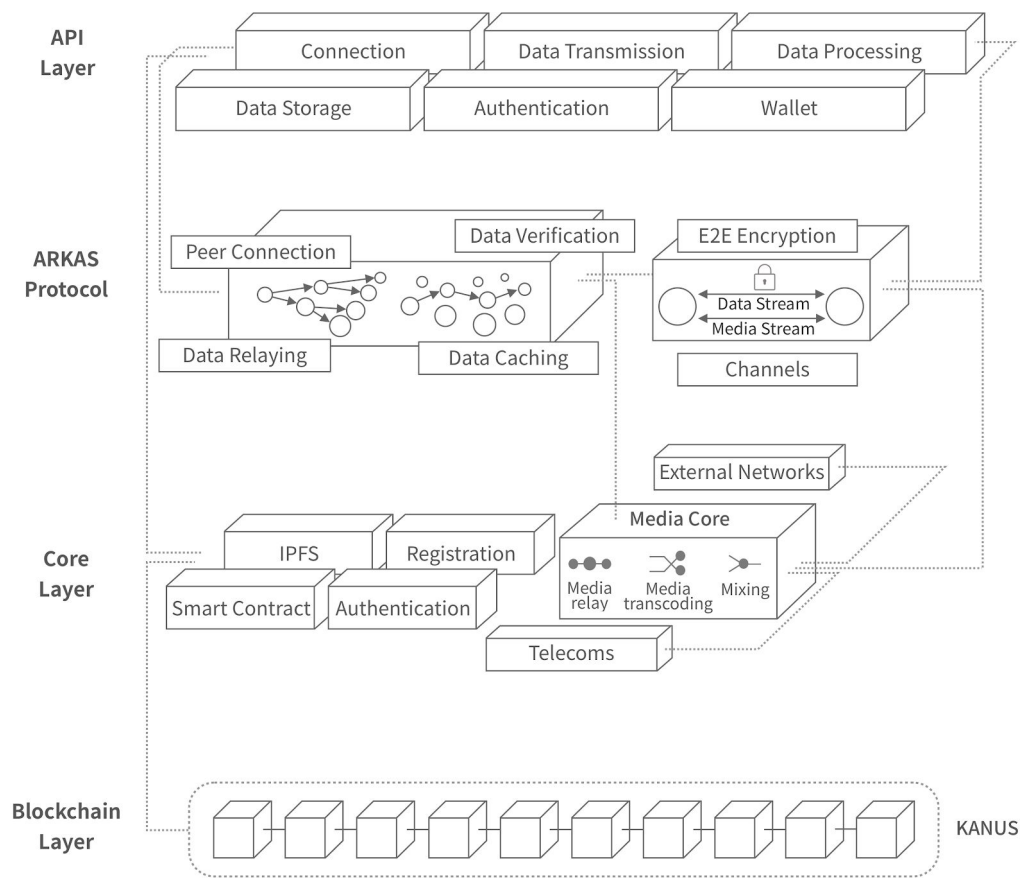 API
Layer
Connection
Data Transmission
Data Processing
Data Storage
Authentication
Wallet
ARKAS
Protocol
Peer Connection
Data Verification
E2E Encryption
Data Stream
Media Stream
Data Relaying
Data Caching
Channels
External Networks
Core
Layer
IPFS
Registration
Media Core
Smart Contract
Authentication
Media
relay
Media
transcoding
Mixing
Telecoms
Blockchain
Layer
KANUS